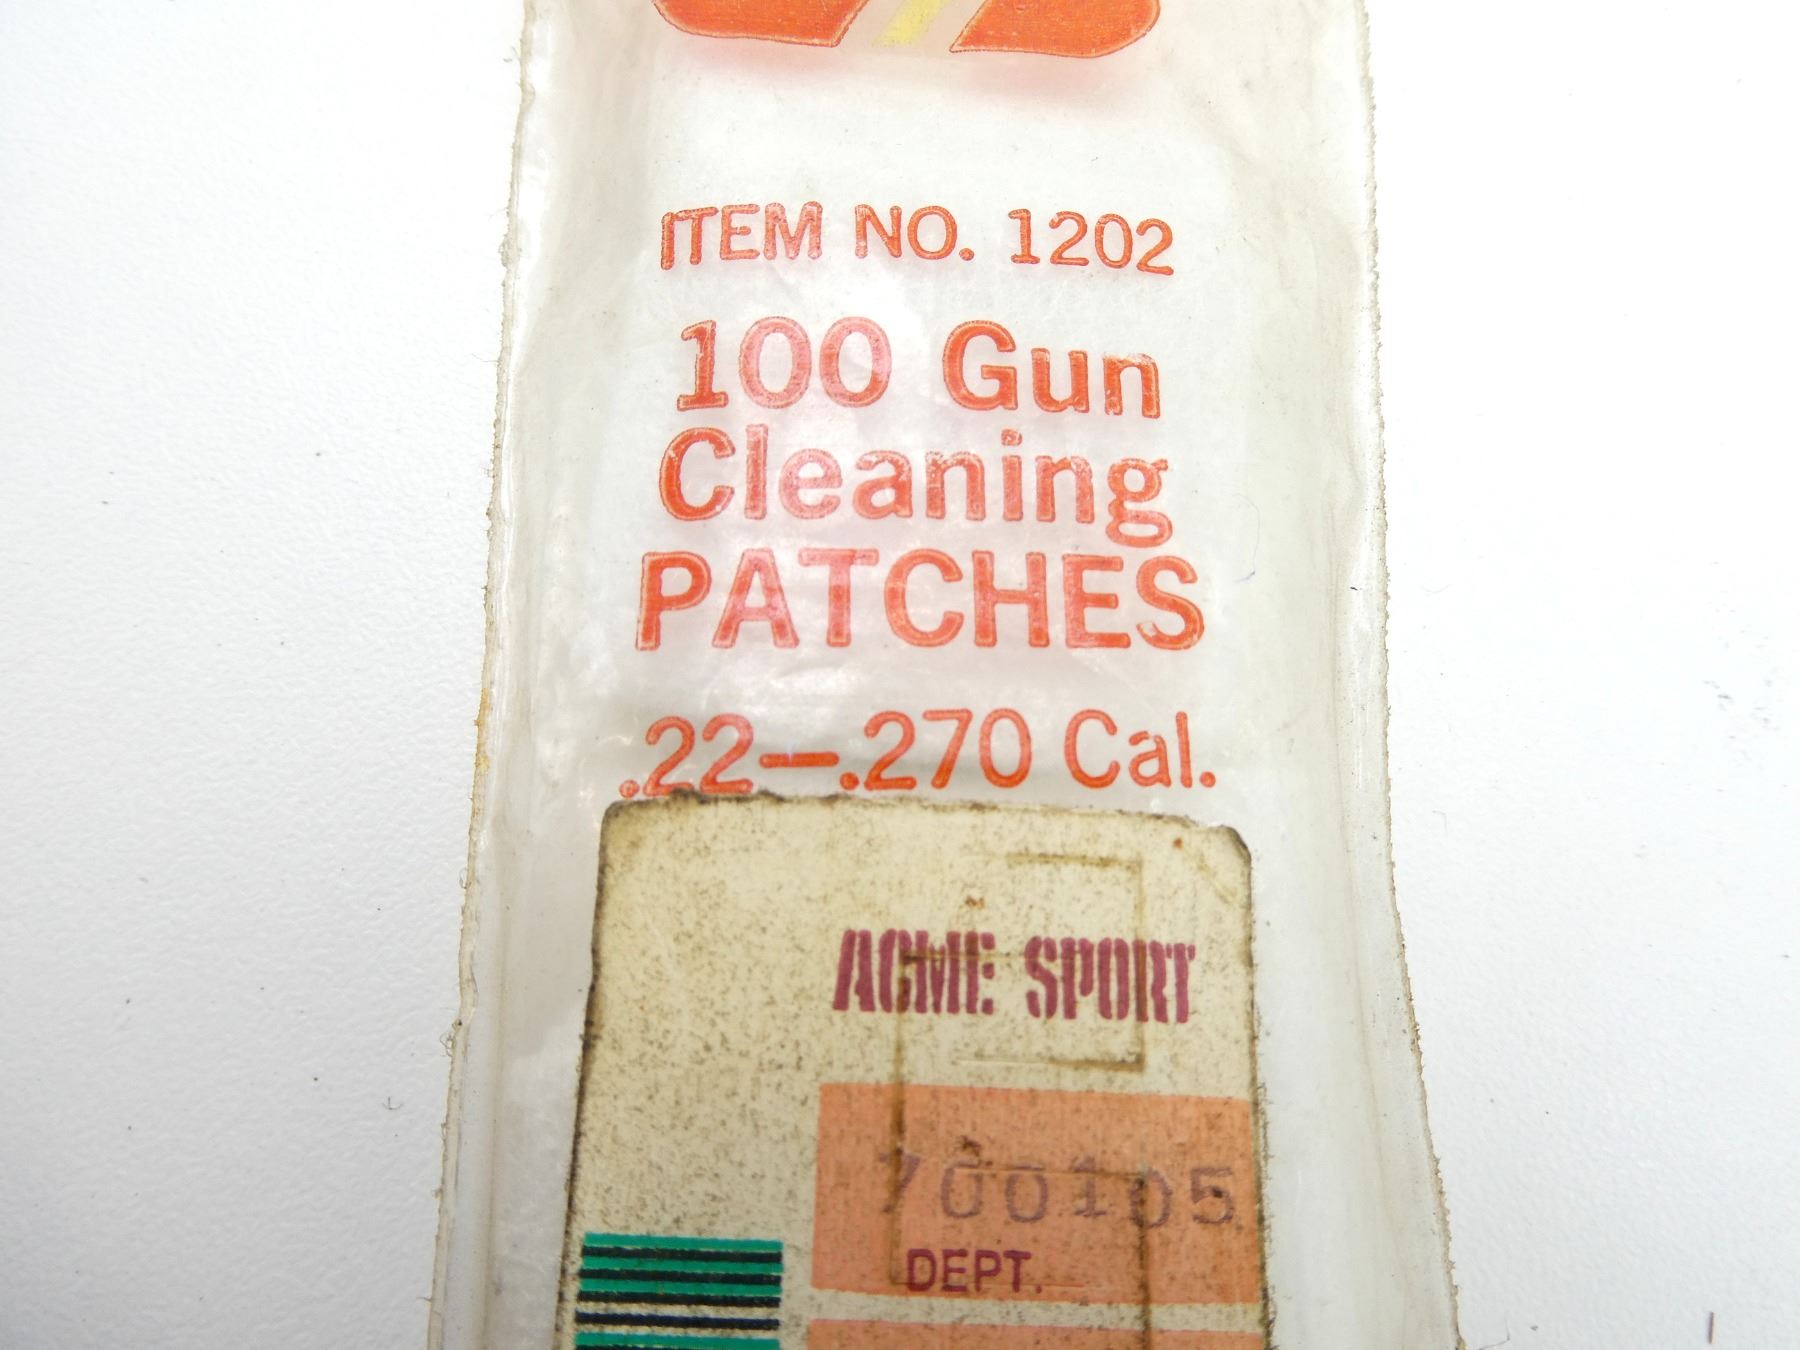 ITEM NO. 1202
100 Gun
Cleaning
PATCHES
.22—.270 Cal.
ACME SPORT
700105
DEPT.